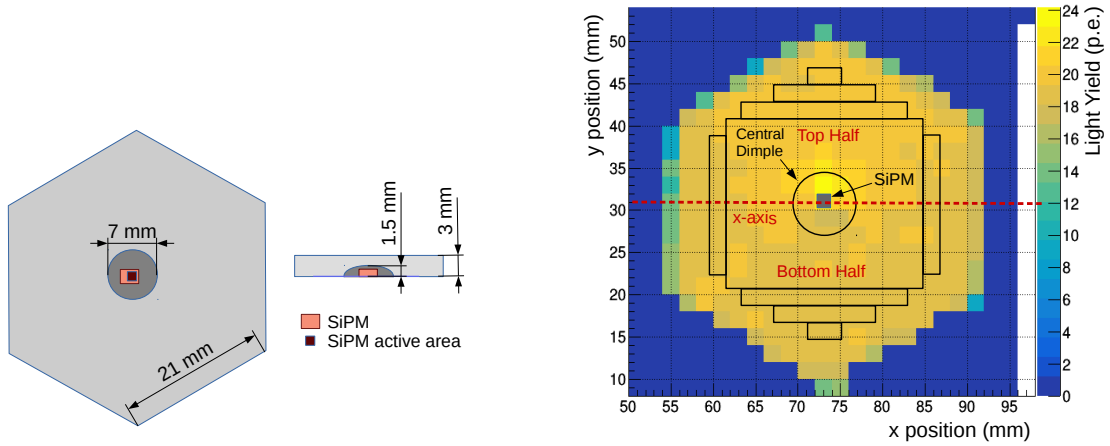 7 mm
21 mm
1.5 mm
3 mm
SiPM
SiPM active area
y position (mm)
50
45
40
35
30
25
20
15
10
50 55 60 65 70 75 80 85 90 95
x position (mm)
Central
Dimple
Top Half
SiPM
x-axis
Bottom Half
24
22
20
18
16
14
12
10
8
6
4
2
0
Light Yield (p.e.)